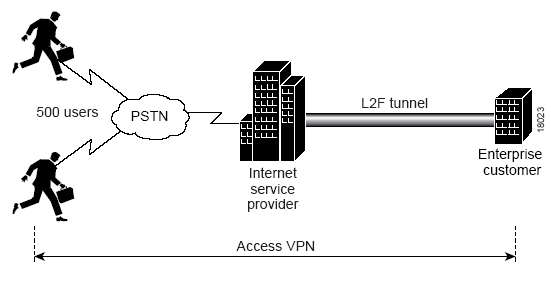 500 users
PSTN
L2F tunnel
18023
Internet
service
provider
Enterprise
customer
Access VPN